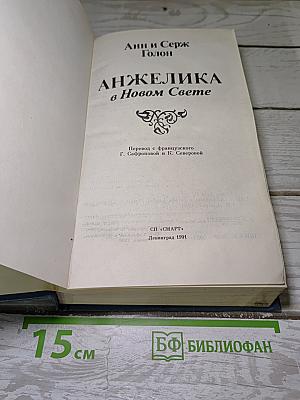 Анн и Серж
Голон
АНЖЕЛИКА
в Новом Свете
Перевод с французского
Г. Сафроновой и К. Северовой
СП «СМАРТ»
Ленинград 1991
15 см
БФ БИБЛИОФАН